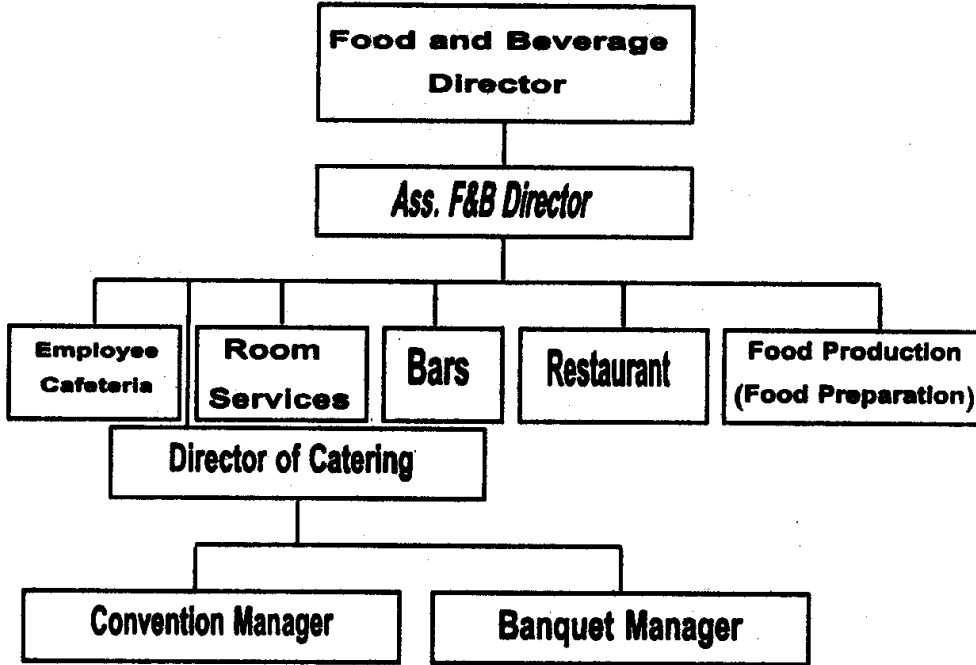 Food and Beverage
Director
Ass. F&B Director
Employee
Cafeteria
Room
Services
Bars
Restaurant
Food Production
(Food Preparation)
Director of Catering
Convention Manager
Banquet Manager